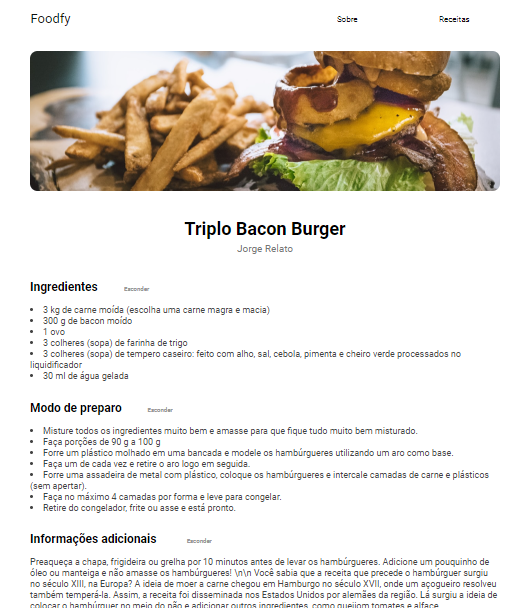 Foodfy
Sobre
Receitas
Triplo Bacon Burger
Jorge Relato
Ingredientes
Esconder
• 3 kg de carne moída (escolha uma carne magra e macia)
• 300 g de bacon moído
• 1 ovo
• 3 colheres (sopa) de farinha de trigo
• 3 colheres (sopa) de tempero caseiro: feito com alho, sal, cebola, pimenta e cheiro verde processados no
liquidificador
• 30 ml de água gelada
Modo de preparo
Esconder
• Misture todos os ingredientes muito bem e amasse para que fique tudo muito bem misturado.
• Faça porções de 90 g a 100 g
• Forre um plástico molhado em uma bancada e modele os hambúrgueres utilizando um aro como base.
• Faça um de cada vez e retire o aro logo em seguida.
• Forre uma assadeira de metal com plástico, coloque os hambúrgueres e intercale camadas de carne e plásticos
(sem apertar).
• Faça no máximo 4 camadas por forma e leve para congelar.
• Retire do congelador, frite ou asse e está pronto.
Informações adicionais
Esconder
Preaqueça a chapa, frigideira ou grelha por 10 minutos antes de levar os hambúrgueres. Adicione um pouquinho de
óleo ou manteiga e não amasse os hambúrgueres! \n\n Você sabia que a receita que precede o hambúrguer surgiu
no século XIII, na Europa? A ideia de moer a carne chegou em Hamburgo no século XVII, onde um açougueiro resolveu
também temperá-la. Assim, a receita foi disseminada nos Estados Unidos por alemães da região. Lá surgiu a ideia de
colocar o hambúrguer no meio do pão e adicionar outros ingredientes, como queijom tomates e alface.